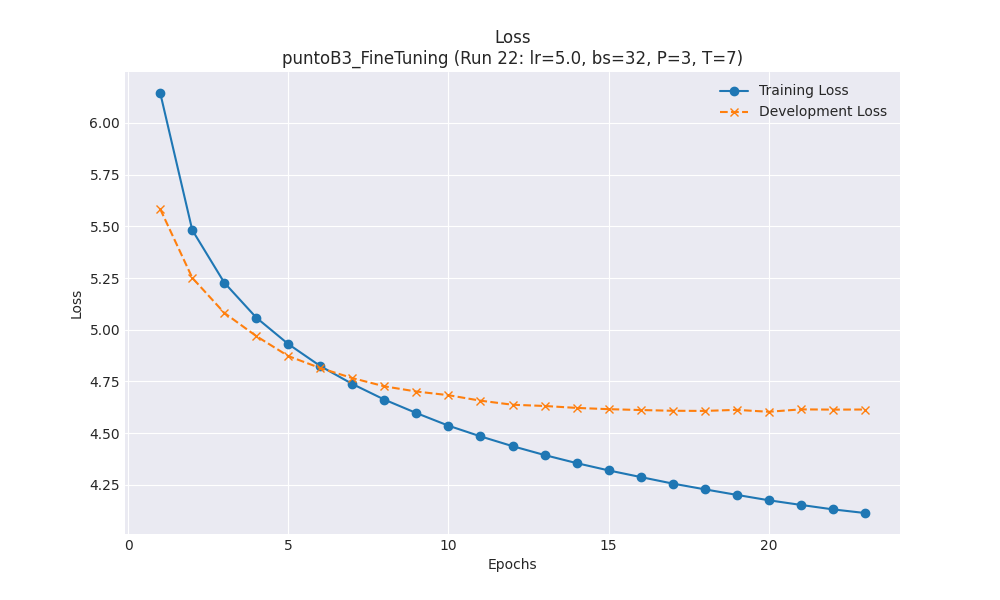 Loss
puntoB3_FineTuning (Run 22: lr=5.0, bs=32, P=3, T=7)
Training Loss
Development Loss
6.00
5.75
5.50
5.25
5.00
4.75
4.50
4.25
Loss
0 5 10 15 20
Epochs